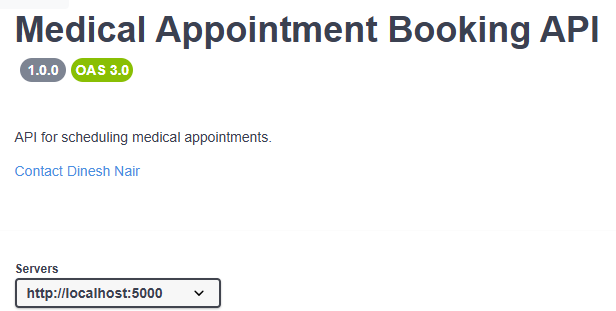 Medical Appointment Booking API
1.0.0 OAS 3.0
API for scheduling medical appointments.
Contact Dinesh Nair
Servers
http://localhost:5000